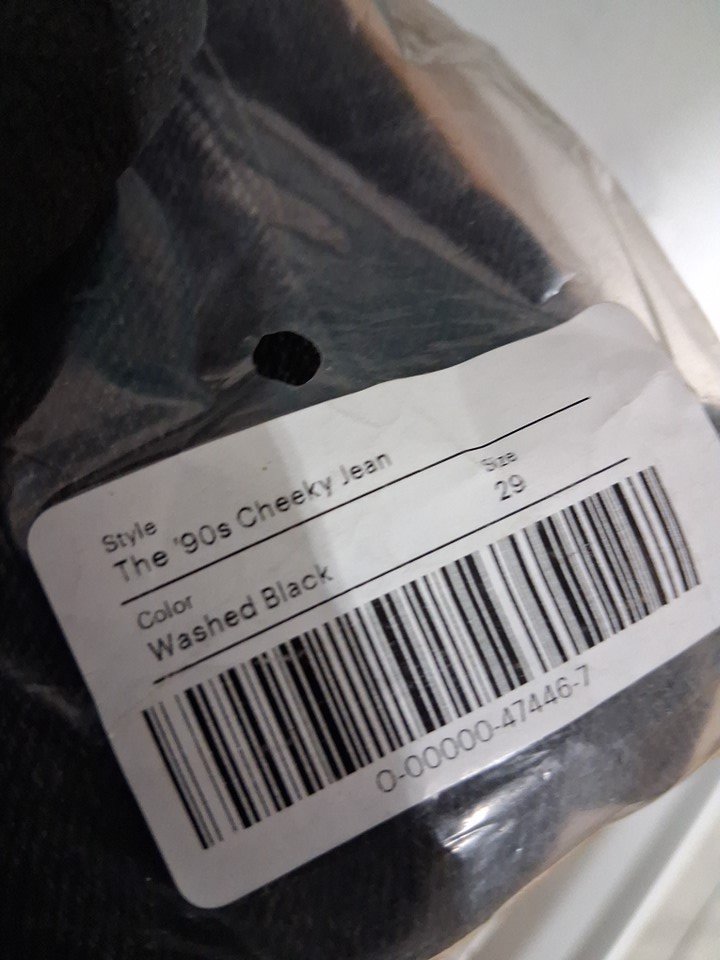 Style
The '90s Cheeky Jean
Size
29
Color
Washed Black
0-00000-47446-7